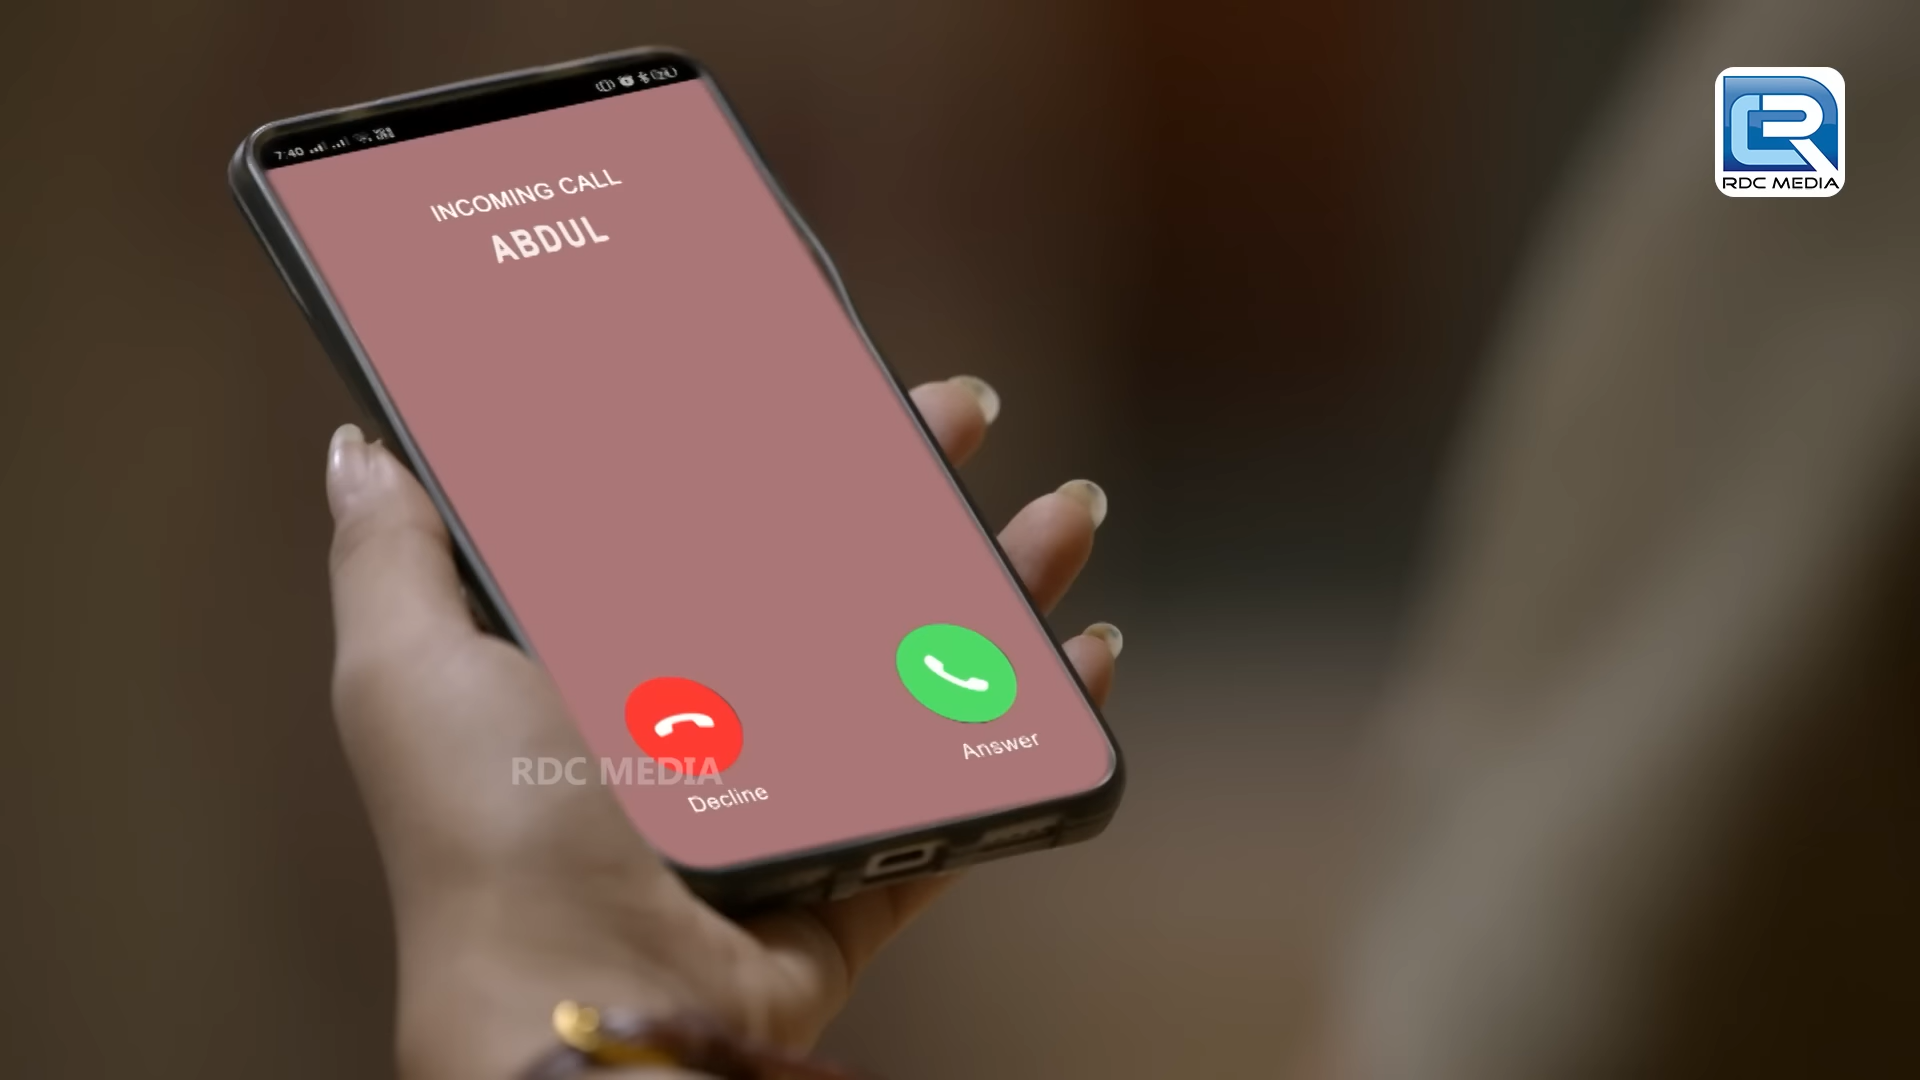 7:40
INCOMING CALL
ABDUL
RDC MEDIA
RDC MEDIA
Decline
Answer